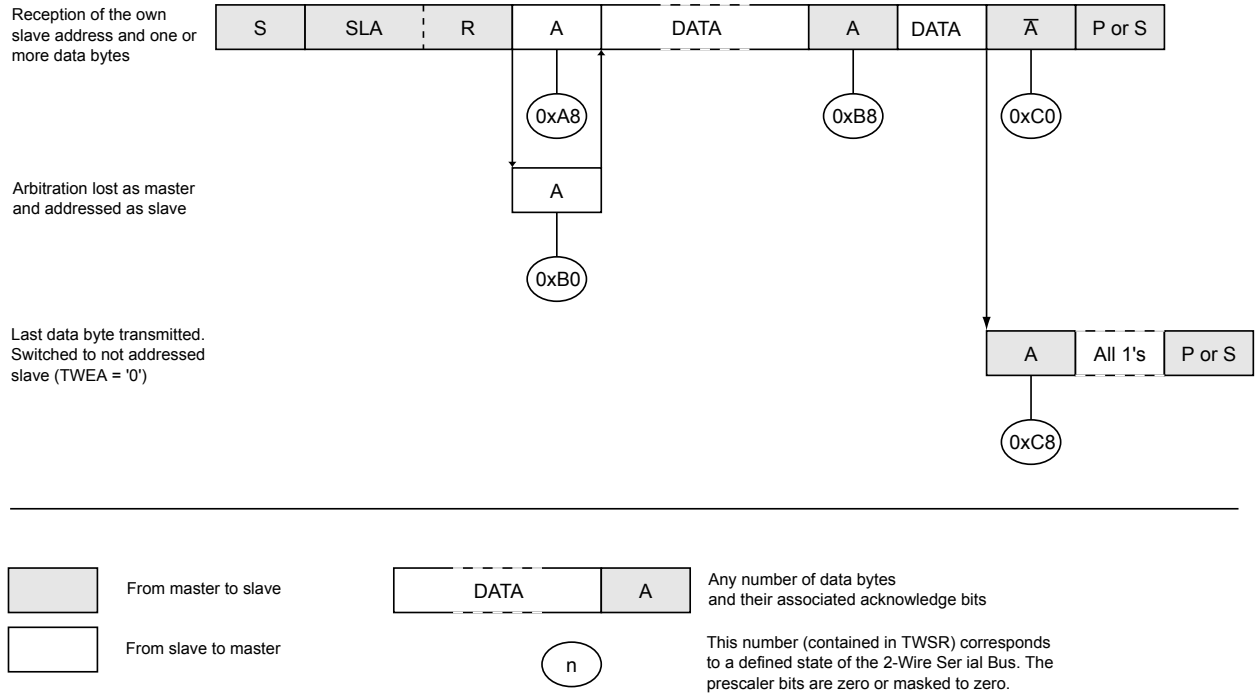 Reception of the own
slave address and one or
more data bytes
S SLA R A DATA A DATA A̅ P or S
0xA8 0xB8 0xC0
Arbitration lost as master
and addressed as slave
A
0xB0
Last data byte transmitted.
Switched to not addressed
slave (TWEA = '0')
A All 1's P or S
0xC8
From master to slave
DATA A
Any number of data bytes
and their associated acknowledge bits
From slave to master
n
This number (contained in TWSR) corresponds
to a defined state of the 2-Wire Ser ial Bus. The
prescaler bits are zero or masked to zero.